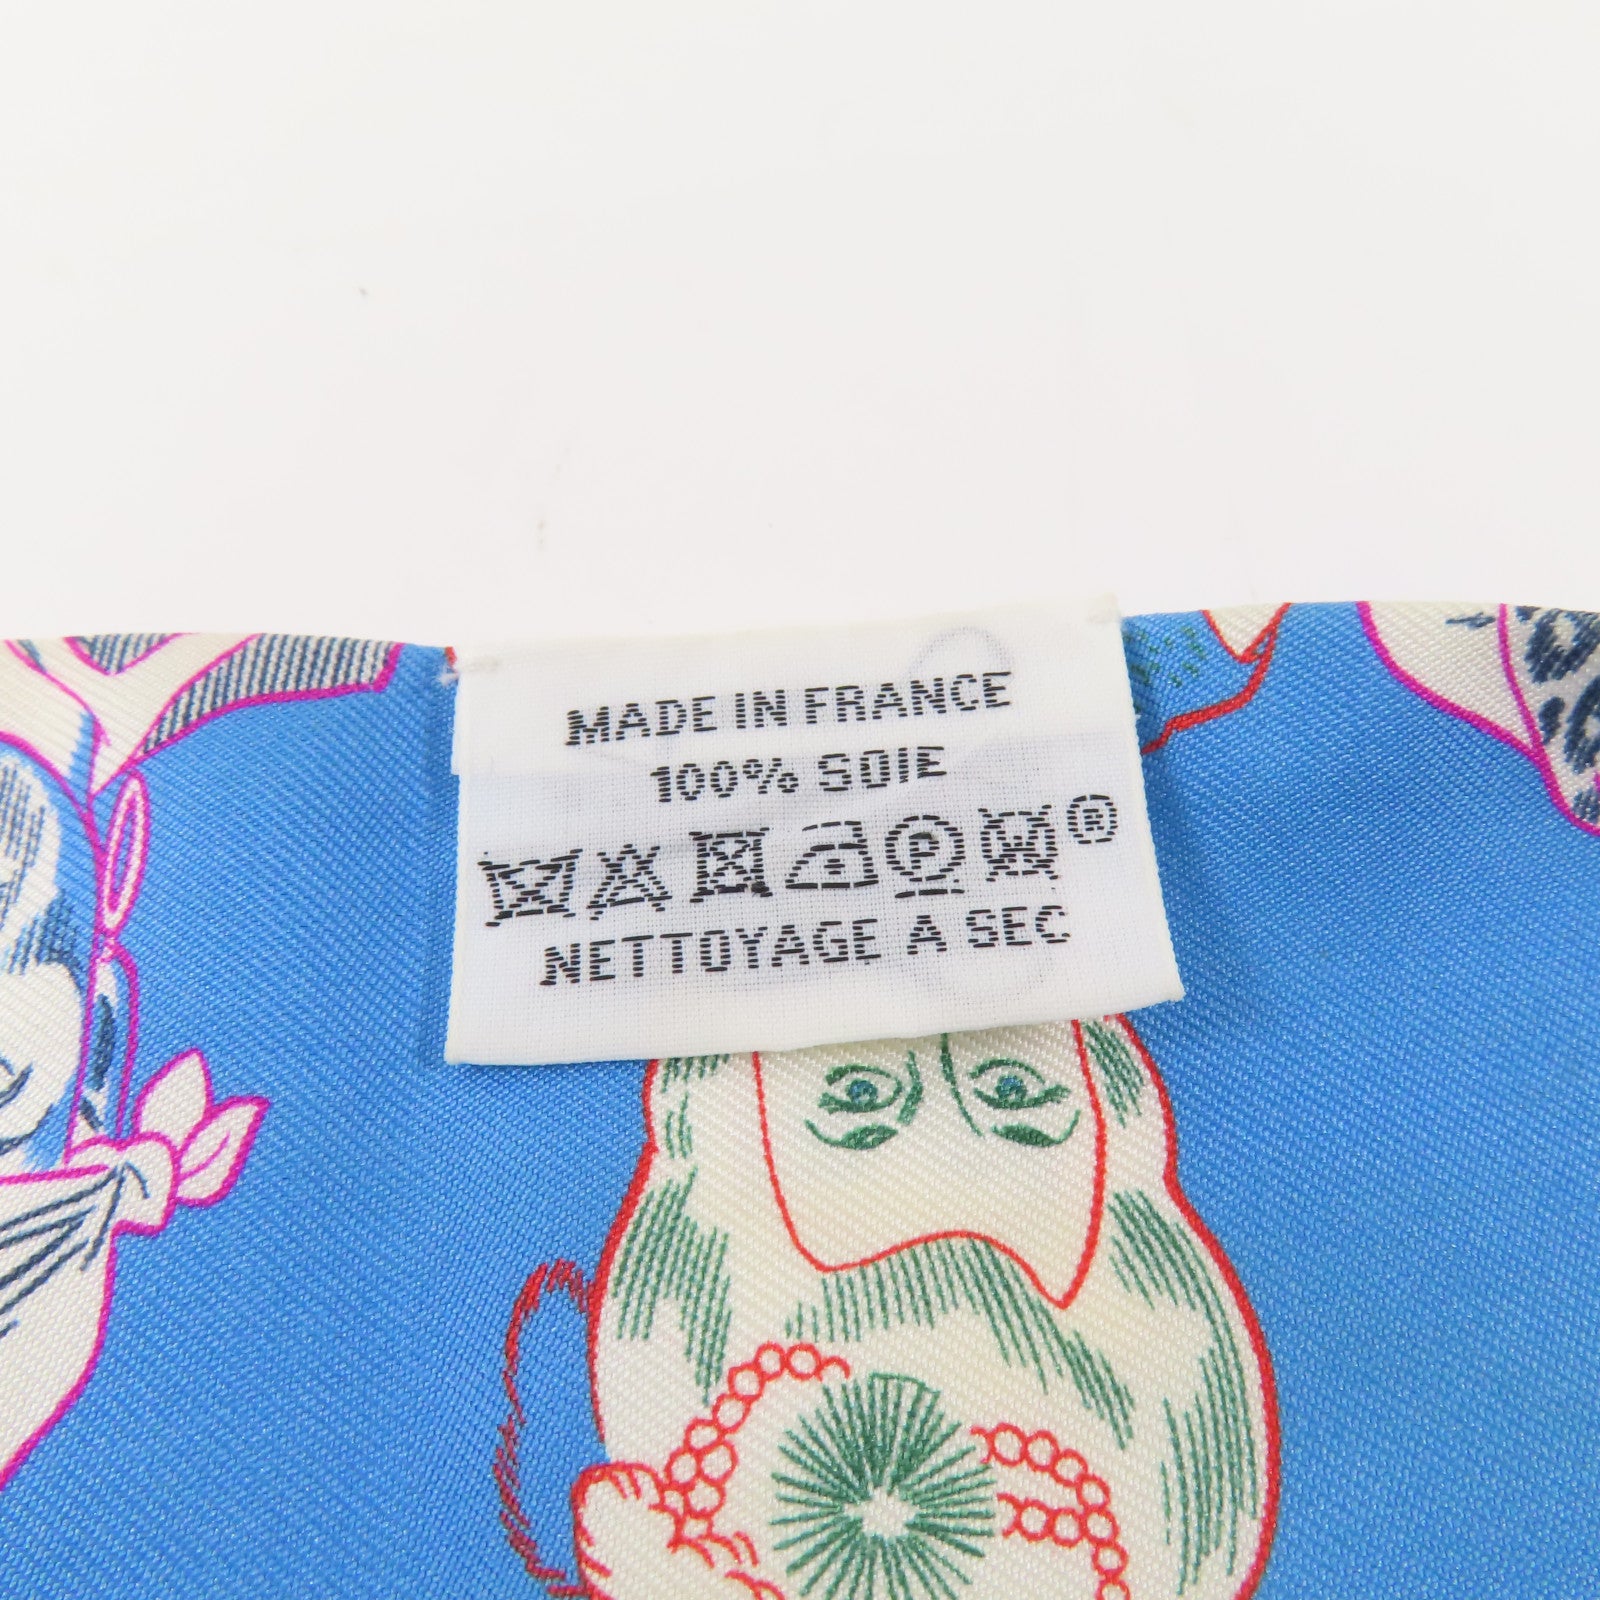 MADE IN FRANCE
100% SOIE
P ®
NETTOYAGE A SEC